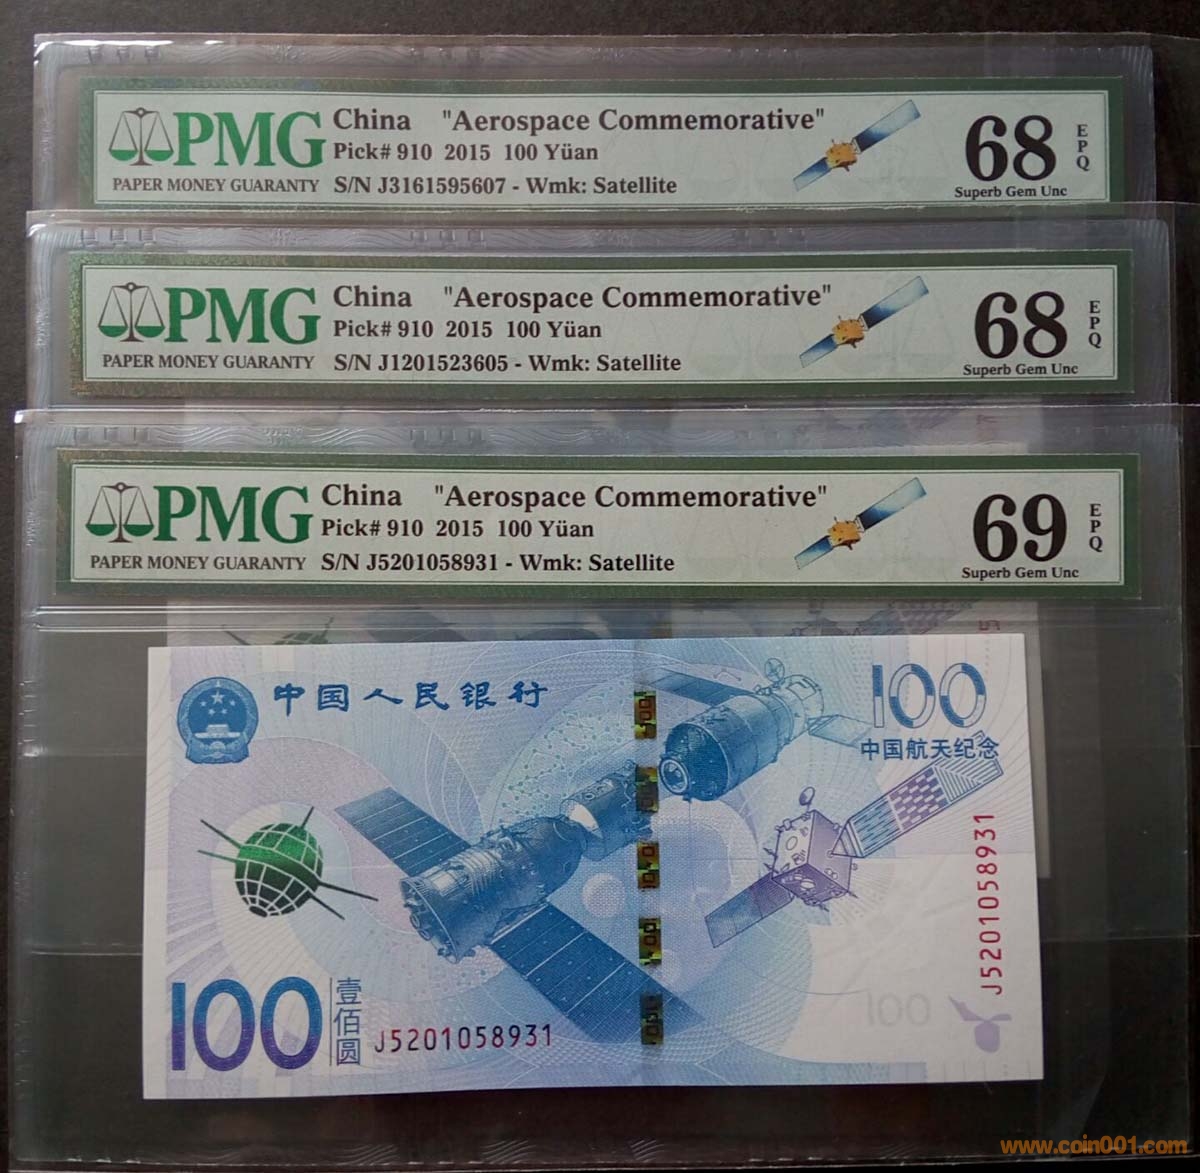 PMG
PAPER MONEY GUARANTY
China "Aerospace Commemorative"
Pick# 910 2015 100 Yüan
S/N J3161595607 - Wmk: Satellite
68
EPQ
Superb Gem Unc
PMG
PAPER MONEY GUARANTY
China "Aerospace Commemorative"
Pick# 910 2015 100 Yüan
S/N J1201523605 - Wmk: Satellite
68
EPQ
Superb Gem Unc
PMG
PAPER MONEY GUARANTY
China "Aerospace Commemorative"
Pick# 910 2015 100 Yüan
S/N J5201058931 - Wmk: Satellite
69
EPQ
Superb Gem Unc
中国人民银行
100
中国航天纪念
J5201058931
100
100
壹佰圆
J5201058931
www.coin001.com